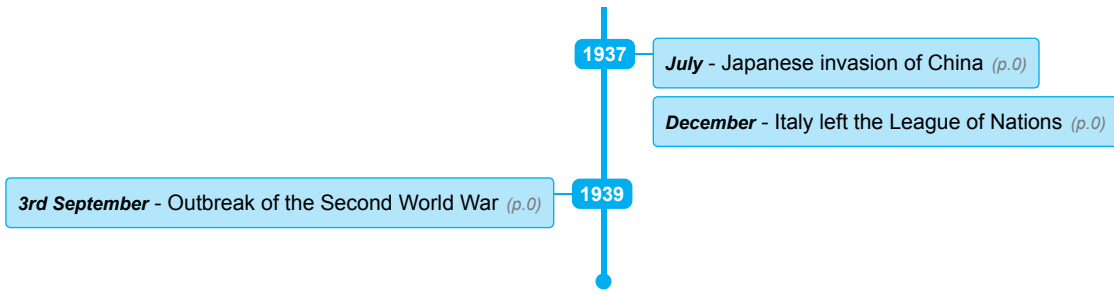 1937
July - Japanese invasion of China (p.0)
December - Italy left the League of Nations (p.0)
1939
3rd September - Outbreak of the Second World War (p.0)